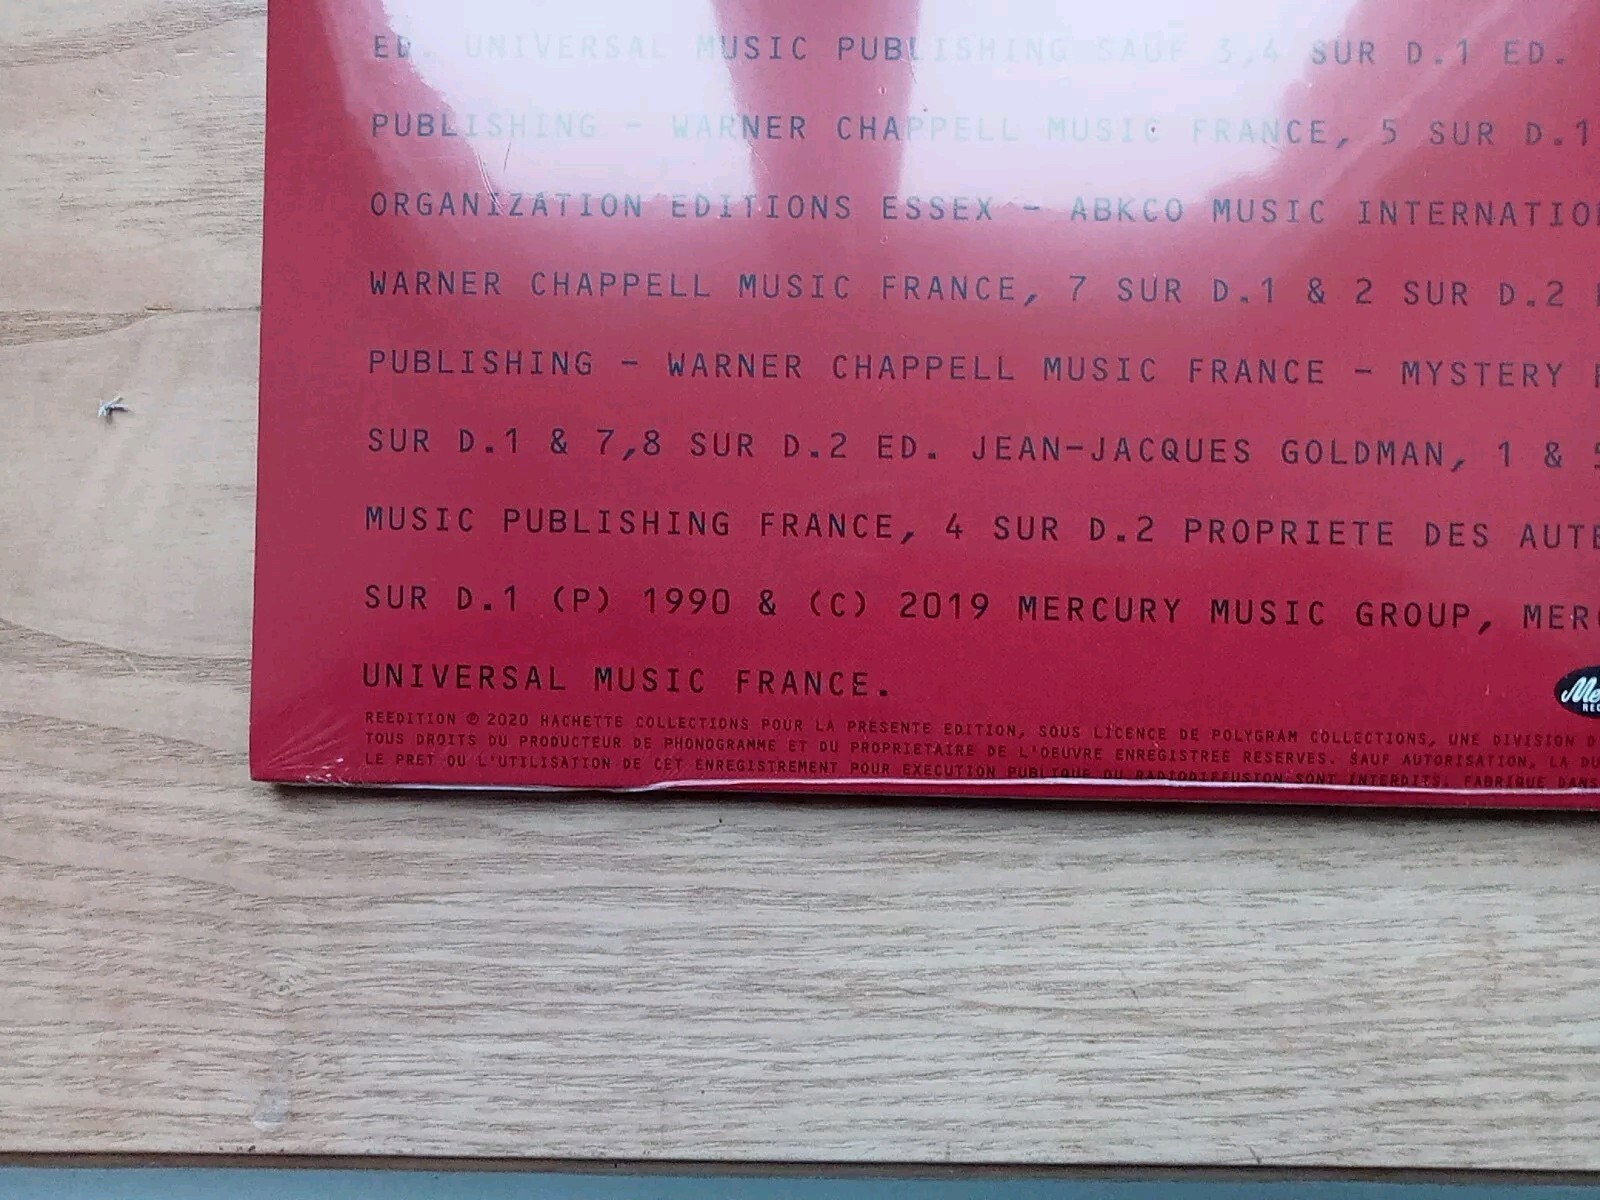 ED. UNIVERSAL MUSIC PUBLISHING SAUF 3,4 SUR D.1 ED.
PUBLISHING - WARNER CHAPPELL MUSIC FRANCE, 5 SUR D.1
ORGANIZATION EDITIONS ESSEX - ABKCO MUSIC INTERNATIO
WARNER CHAPPELL MUSIC FRANCE, 7 SUR D.1 & 2 SUR D.2
PUBLISHING - WARNER CHAPPELL MUSIC FRANCE - MYSTERY
SUR D.1 & 7,8 SUR D.2 ED. JEAN-JACQUES GOLDMAN, 1 &
MUSIC PUBLISHING FRANCE, 4 SUR D.2 PROPRIETE DES AUTE
SUR D.1 (P) 1990 & (C) 2019 MERCURY MUSIC GROUP, MER
UNIVERSAL MUSIC FRANCE.
REEDITION ℗ 2020 HACHETTE COLLECTIONS POUR LA PRESENTE EDITION, SOUS LICENCE DE POLYGRAM COLLECTIONS, UNE DIVISION D
TOUS DROITS DU PRODUCTEUR DE PHONOGRAMME ET DU PROPRIETAIRE DE L'OEUVRE ENREGISTREE RESERVES. SAUF AUTORISATION, LA DU
LE PRET OU L'UTILISATION DE CET ENREGISTREMENT POUR EXECUTION PUBLIQUE OU RADIODIFFUSION SONT INTERDITS. FABRIQUE DANS